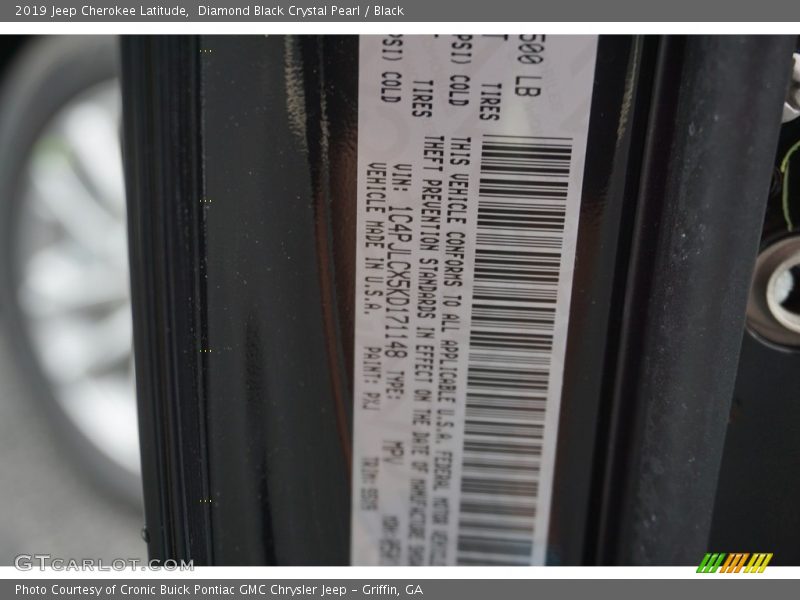 2019 Jeep Cherokee Latitude,  Diamond Black Crystal Pearl / Black
500 LB
TIRES
PSI) COLD
TIRES
PSI) COLD
THIS VEHICLE CONFORMS TO ALL APPLICABLE U.S.A. FEDERAL MOTOR
THEFT PREVENTION STANDARDS IN EFFECT ON THE DATE OF MANUFACTURE
VIN: 1C4PJLCX5KD171148 TYPE: MPV
VEHICLE MADE IN U.S.A. PAINT: PXJ TRIM:
GTCARLOT.COM
Photo Courtesy of Cronic Buick Pontiac GMC Chrysler Jeep - Griffin, GA